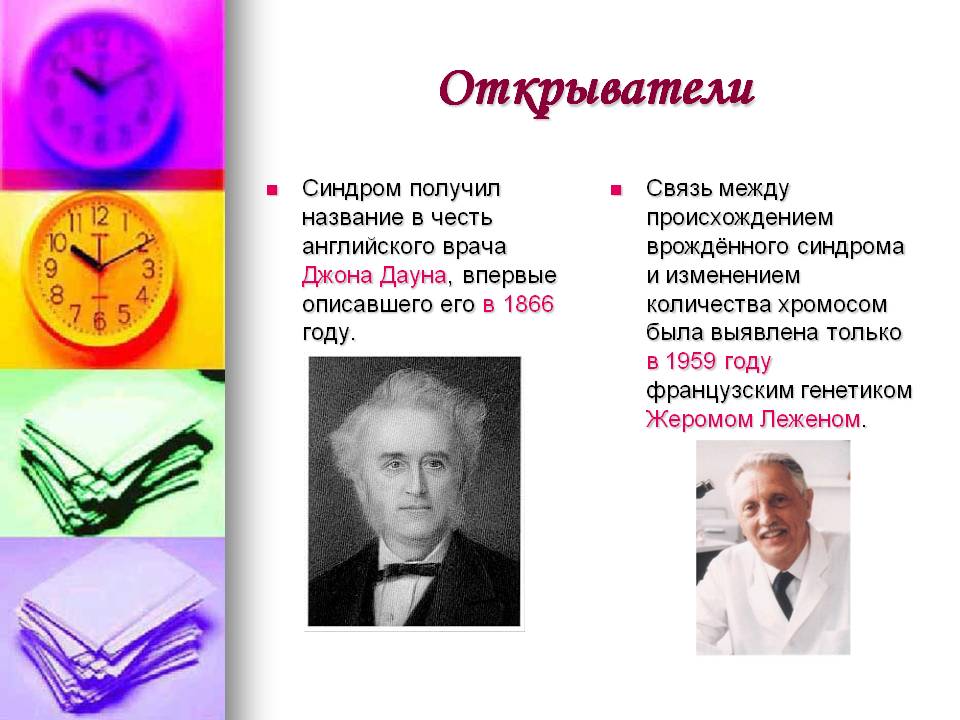 Открыватели
Синдром получил
название в честь
английского врача
Джона Дауна, впервые
описавшего его в 1866
году.
Связь между
происхождением
врождённого синдрома
и изменением
количества хромосом
была выявлена только
в 1959 году
французским генетиком
Жеромом Леженом.